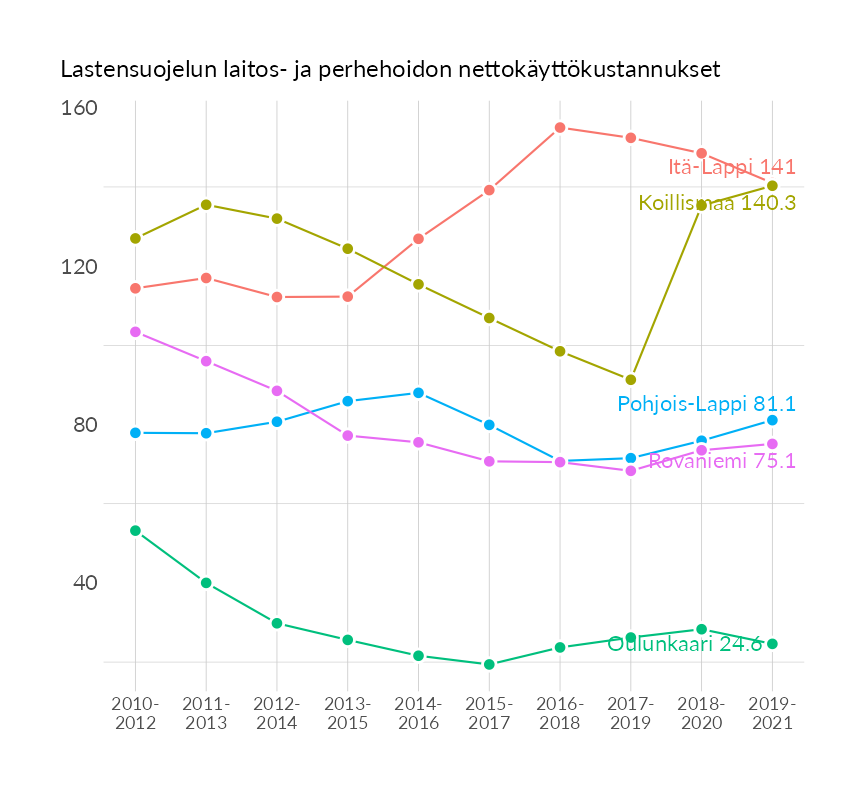 Lastensuojelun laitos- ja perhehoidon nettokäyttökustannukset
160
Itä-Lappi 141
Koillismaa 140.3
120
Pohjois-Lappi 81.1
80
Rovaniemi 75.1
40
Oulunkaari 24.6
2010- 2011- 2012- 2013- 2014- 2015- 2016- 2017- 2018- 2019-
2012 2013 2014 2015 2016 2017 2018 2019 2020 2021